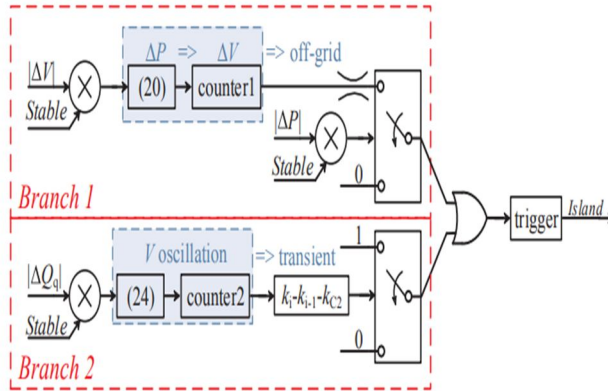 ΔP => ΔV => off-grid
|ΔV|
Stable
(20)
counter1
|ΔP|
Stable
0
Branch 1
trigger
Island
V oscillation => transient
1
|ΔQq|
Stable
(24)
counter2
ki-ki-1-kC2
0
Branch 2